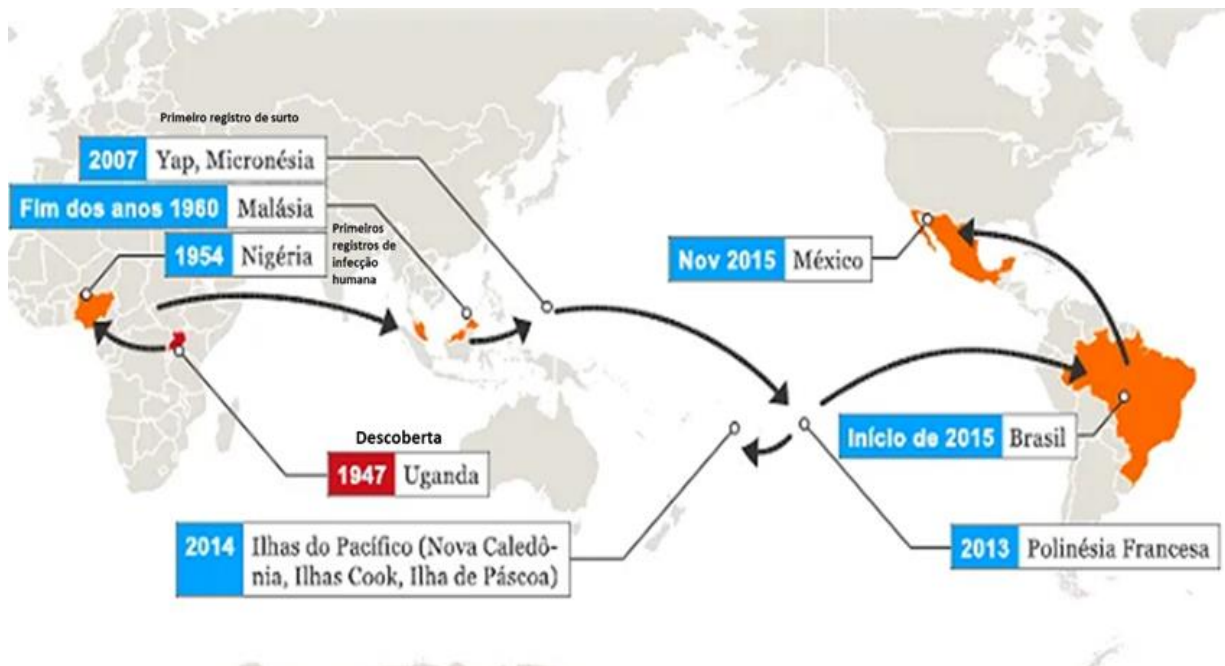 Primeiro registro de surto
2007 Yap, Micronésia
Fim dos anos 1960 Malásia
1954 Nigéria
Primeiros
registros de
infecção
humana
Nov 2015 México
Início de 2015 Brasil
Descoberta
1947 Uganda
2014 Ilhas do Pacífico (Nova Caledô-
nia, Ilhas Cook, Ilha de Páscoa)
2013 Polinésia Francesa